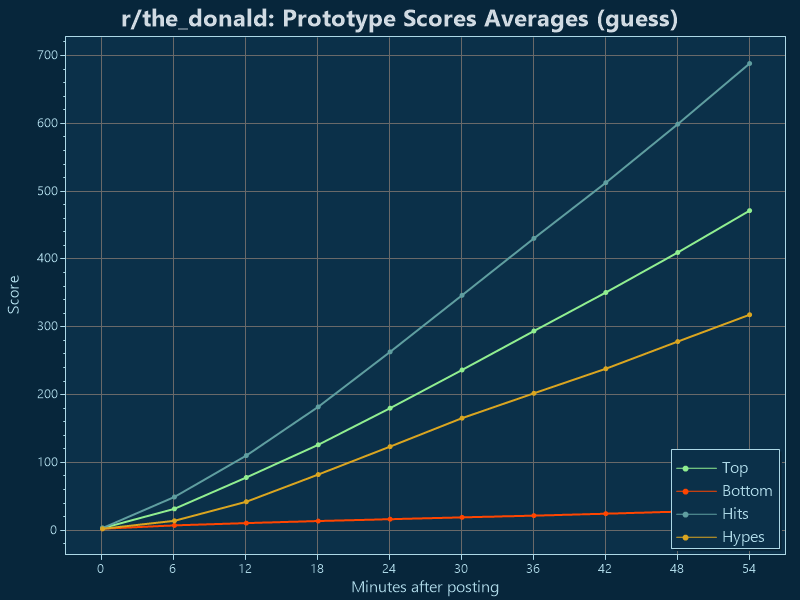 r/the_donald: Prototype Scores Averages (guess)
700
600
500
400
300
200
100
0
Score
0 6 12 18 24 30 36 42 48 54
Minutes after posting
Top
Bottom
Hits
Hypes